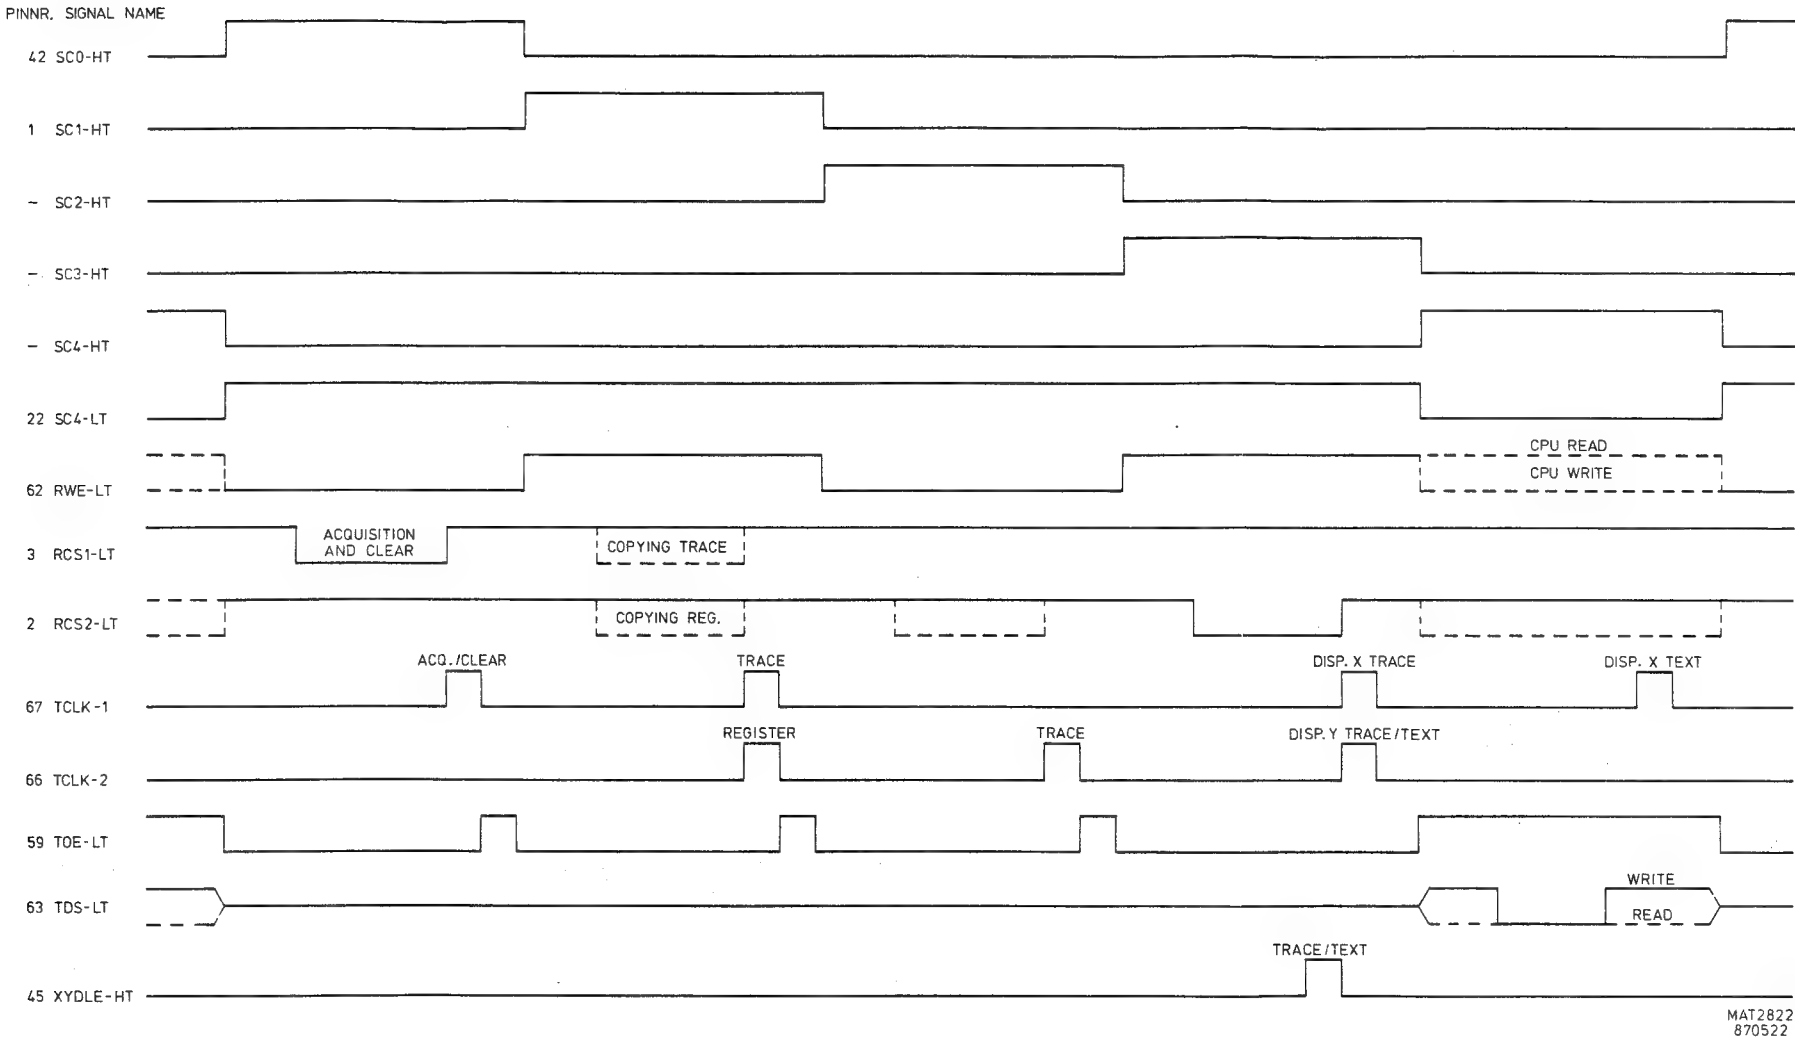 PINNR. SIGNAL NAME
42 SC0-HT
1 SC1-HT
- SC2-HT
- SC3-HT
- SC4-HT
22 SC4-LT
CPU READ
62 RWE-LT
CPU WRITE
3 RCS1-LT
ACQUISITION
AND CLEAR
COPYING TRACE
2 RCS2-LT
COPYING REG.
ACQ./CLEAR TRACE DISP. X TRACE DISP. X TEXT
67 TCLK-1
REGISTER TRACE DISP. Y TRACE/TEXT
66 TCLK-2
59 TOE-LT
WRITE
63 TDS-LT
READ
TRACE/TEXT
45 XYDLE-HT
MAT2822
870522